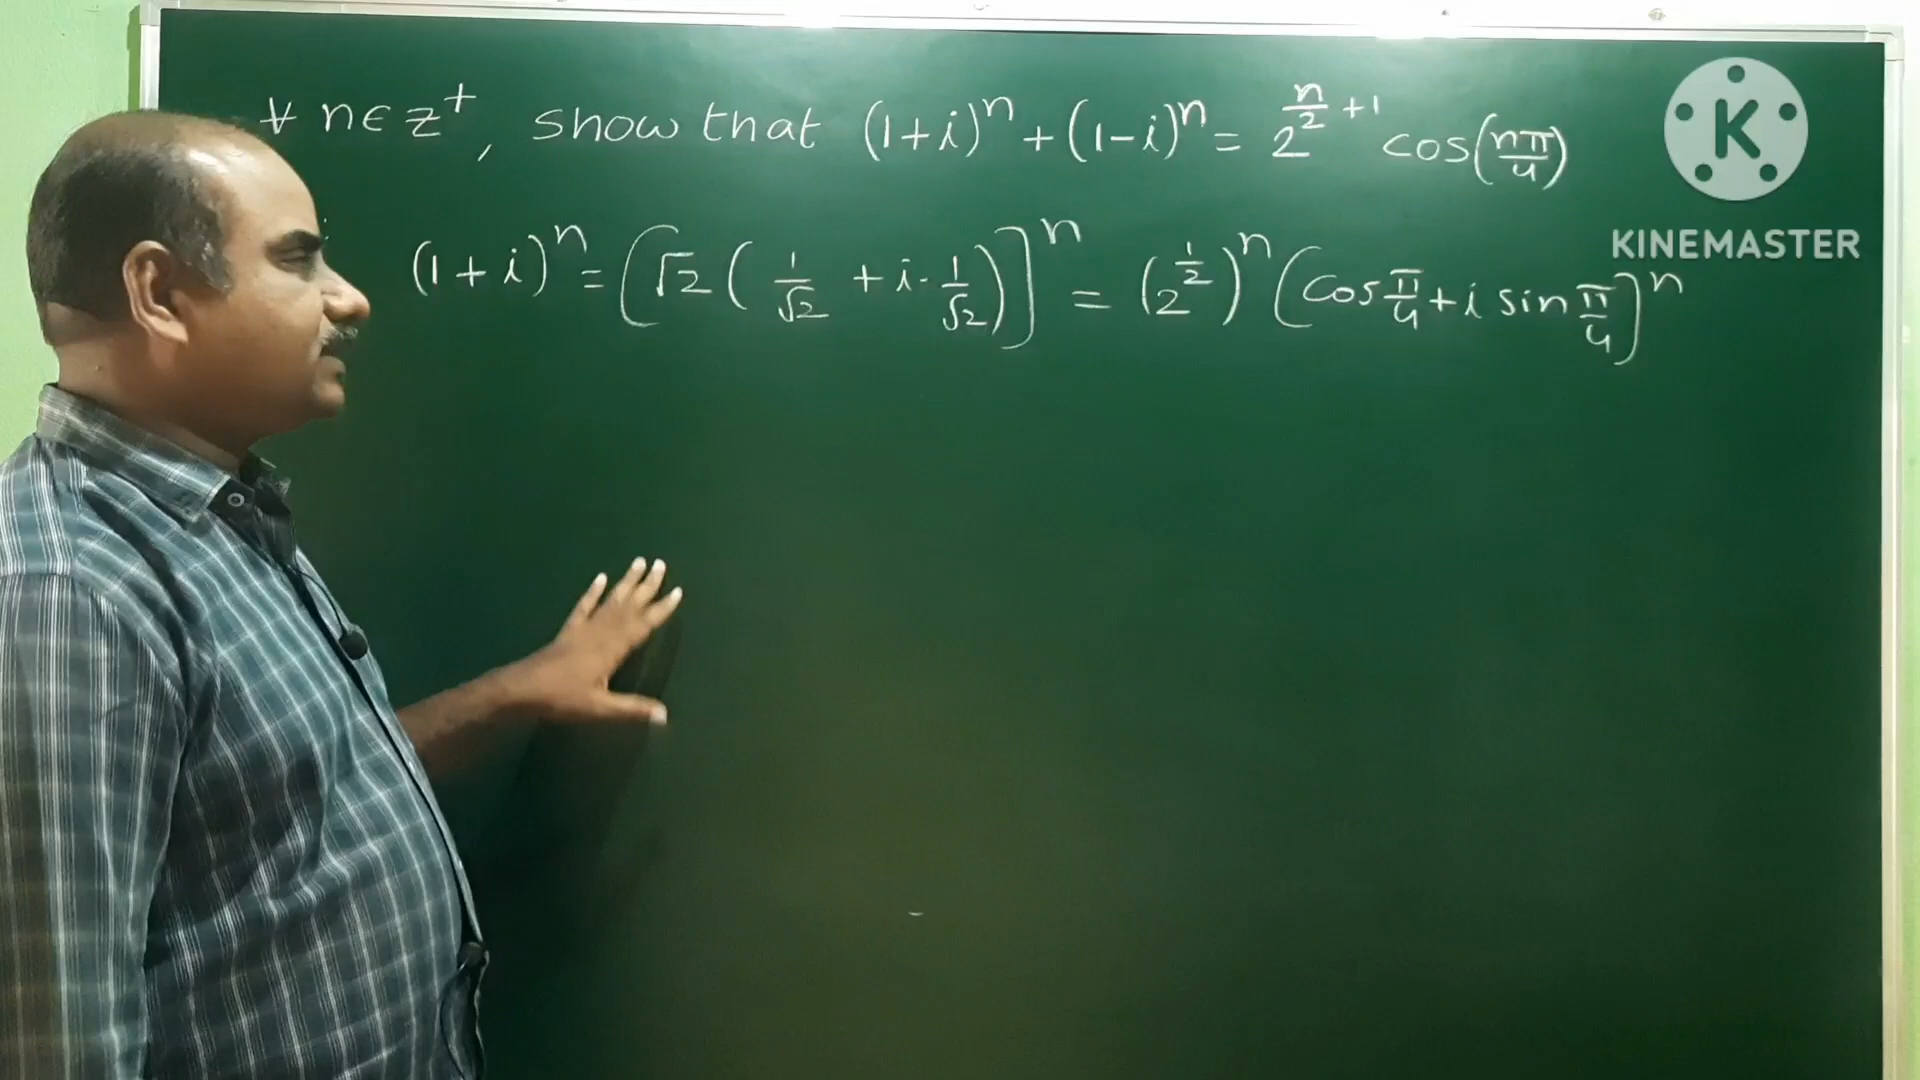 ∀ n∈z⁺, show that (1+i)ⁿ+(1-i)ⁿ= 2^(n/2 +1) cos(nπ/4)
(1+i)ⁿ=[√2(1/√2 +i·1/√2)]ⁿ = (2^(1/2))ⁿ(cos π/4+i sin π/4]ⁿ
K
KINEMASTER